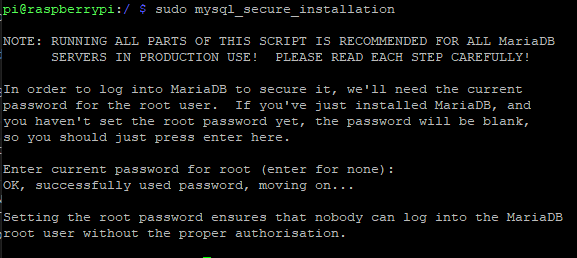 pi@raspberrypi:/ $ sudo mysql_secure_installation
NOTE: RUNNING ALL PARTS OF THIS SCRIPT IS RECOMMENDED FOR ALL MariaDB
SERVERS IN PRODUCTION USE!  PLEASE READ EACH STEP CAREFULLY!
In order to log into MariaDB to secure it, we'll need the current
password for the root user.  If you've just installed MariaDB, and
you haven't set the root password yet, the password will be blank,
so you should just press enter here.
Enter current password for root (enter for none):
OK, successfully used password, moving on...
Setting the root password ensures that nobody can log into the MariaDB
root user without the proper authorisation.